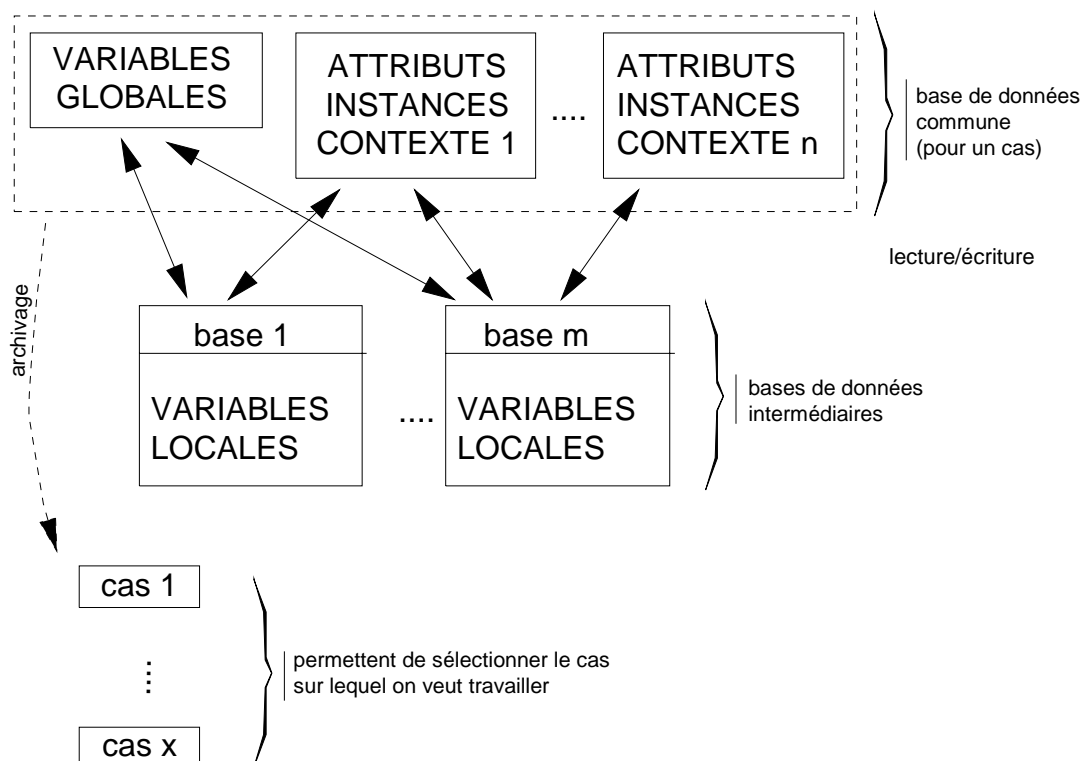 VARIABLES
GLOBALES
ATTRIBUTS
INSTANCES
CONTEXTE 1
....
ATTRIBUTS
INSTANCES
CONTEXTE n
base de données
commune
(pour un cas)
lecture/écriture
archivage
base 1
VARIABLES
LOCALES
....
base m
VARIABLES
LOCALES
bases de données
intermédiaires
cas 1
....
cas x
permettent de sélectionner le cas
sur lequel on veut travailler